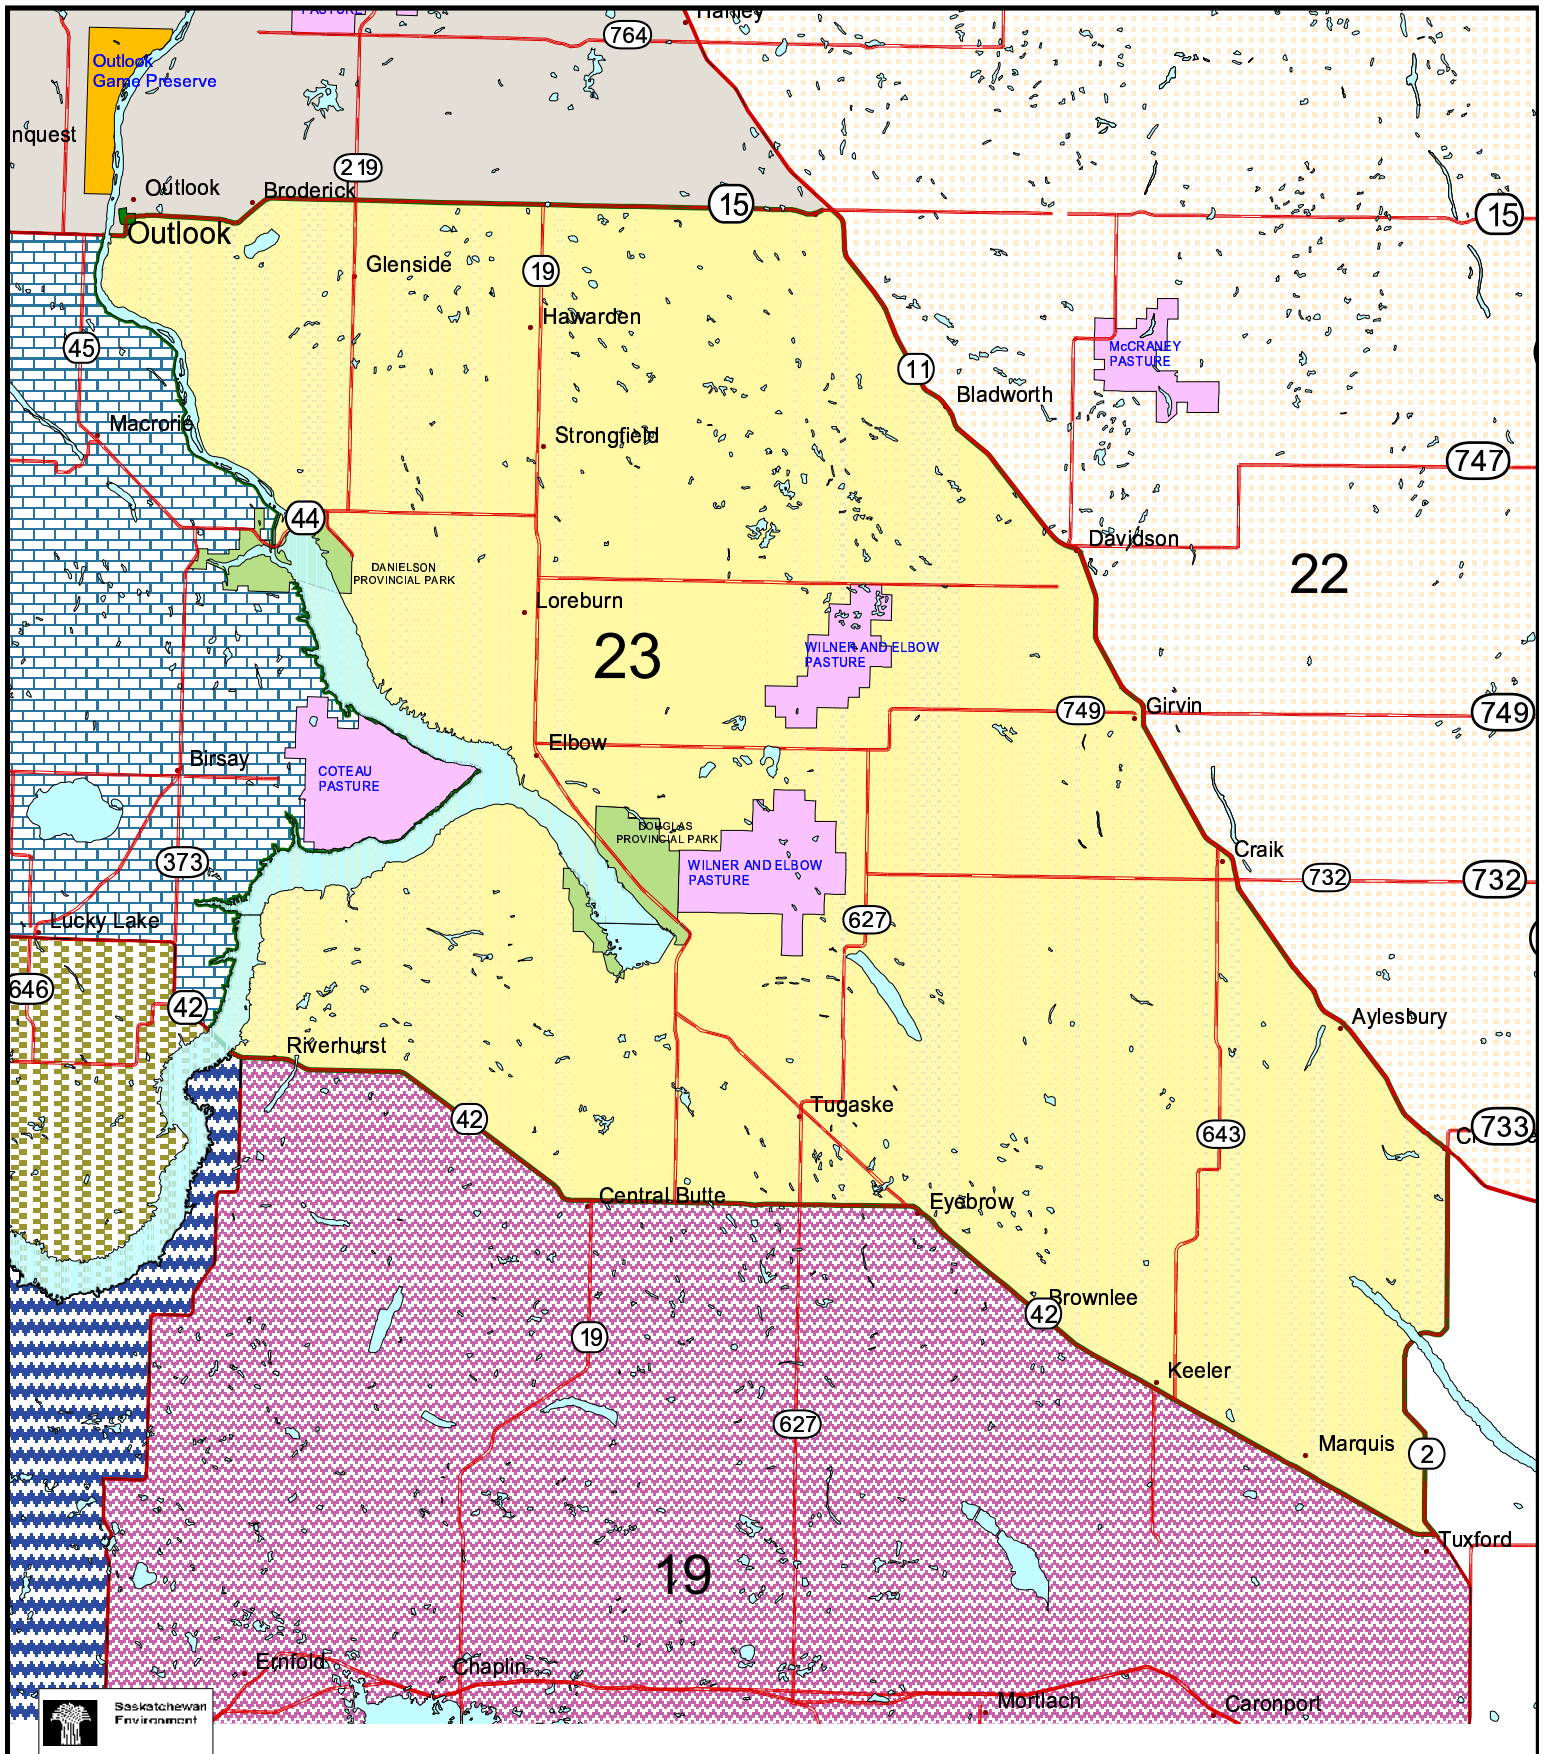 Hanley
PASTURE
764
Outlook
Game Preserve
nquest
219
Outlook
Broderick
15
15
Outlook
Glenside
19
Hawarden
45
McCRANEY
PASTURE
11
Bladworth
Macrorie
Strongfield
747
44
Davidson
22
DANIELSON
PROVINCIAL PARK
Loreburn
23
WILNER AND ELBOW
PASTURE
749
Girvin
749
Elbow
Birsay
COTEAU
PASTURE
DOUGLAS
PROVINCIAL PARK
Craik
373
WILNER AND ELBOW
PASTURE
732
732
627
Lucky Lake
646
42
Aylesbury
Riverhurst
Tugaske
42
643
733
Central Butte
Eyebrow
Brownlee
42
19
Keeler
627
Marquis
2
Tuxford
19
Ernfold
Chaplin
Mortlach
Caronport
Saskatchewan
Environment